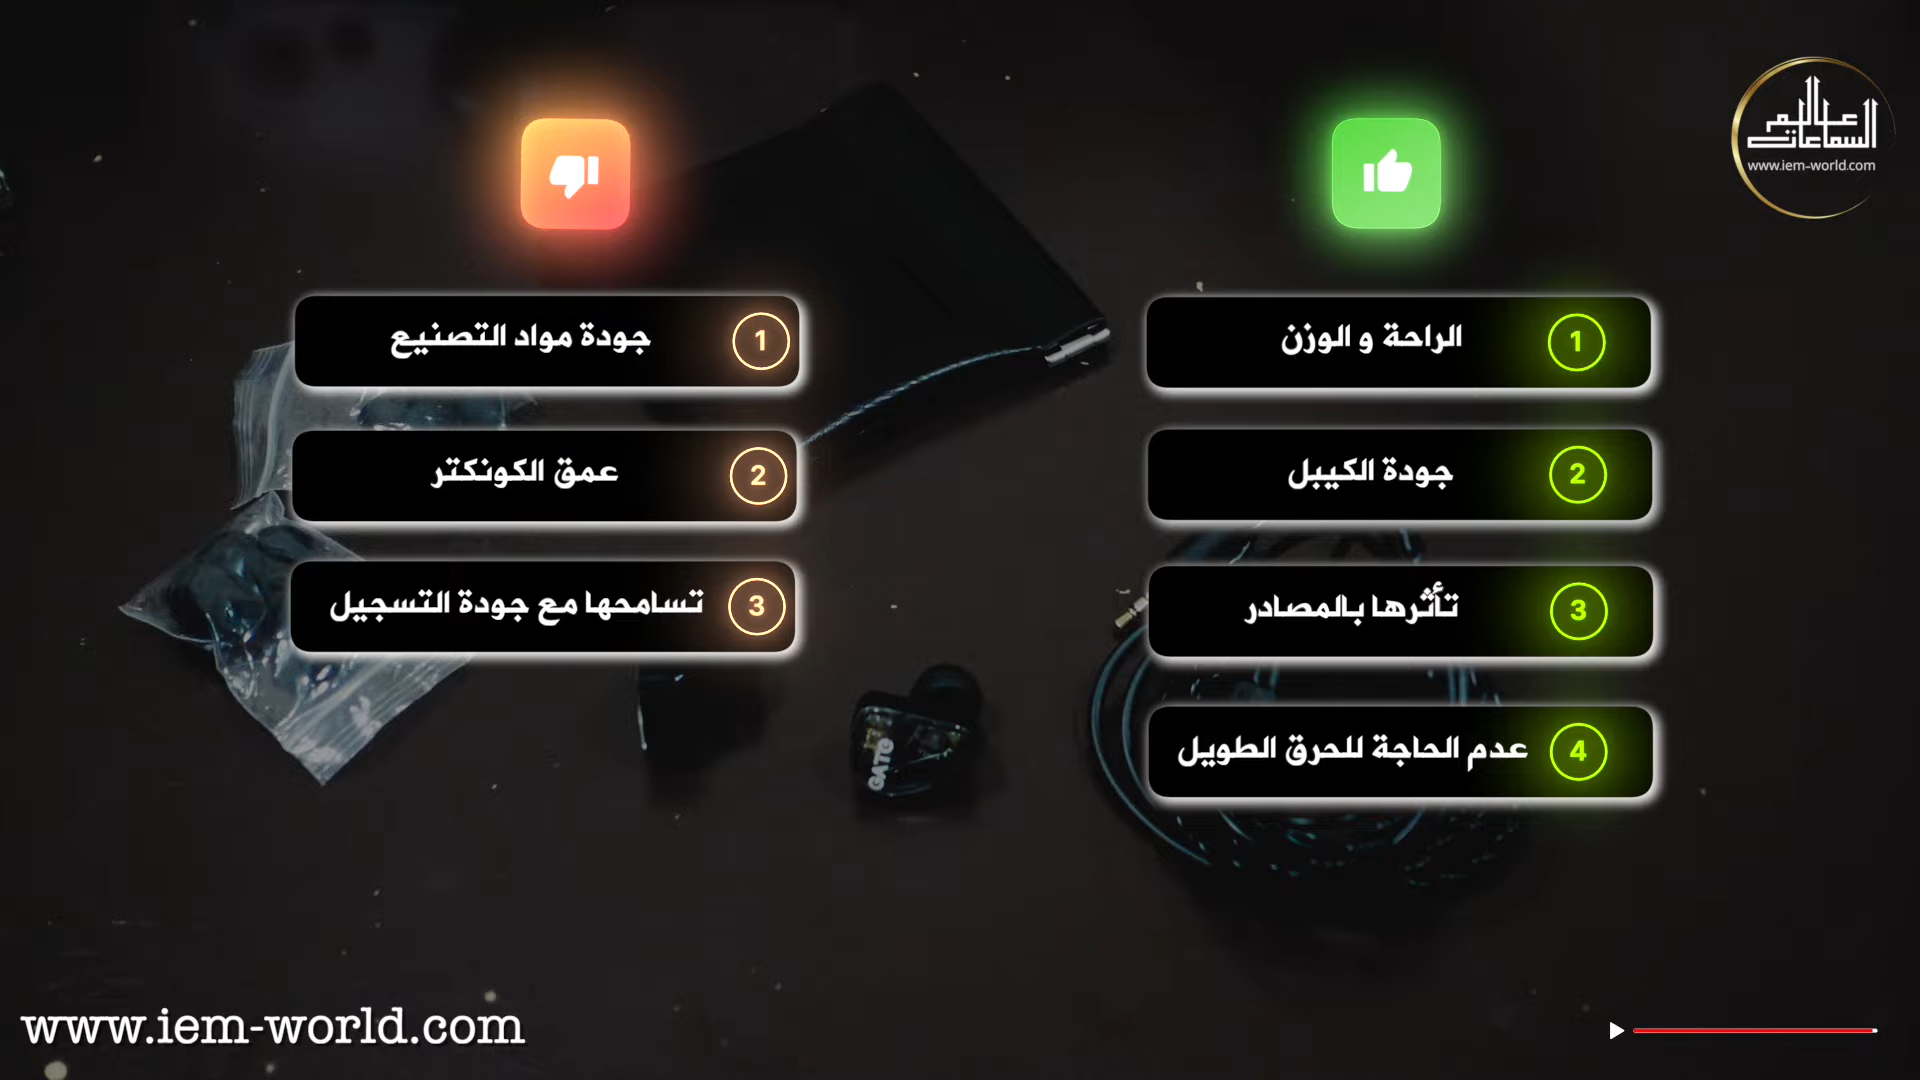 عالم
السماعات
www.iem-world.com
1 الراحة و الوزن
2 جودة الكيبل
3 تأثرها بالمصادر
4 عدم الحاجة للحرق الطويل
1 جودة مواد التصنيع
2 عمق الكونكتر
3 تسامحها مع جودة التسجيل
GATE
www.iem-world.com